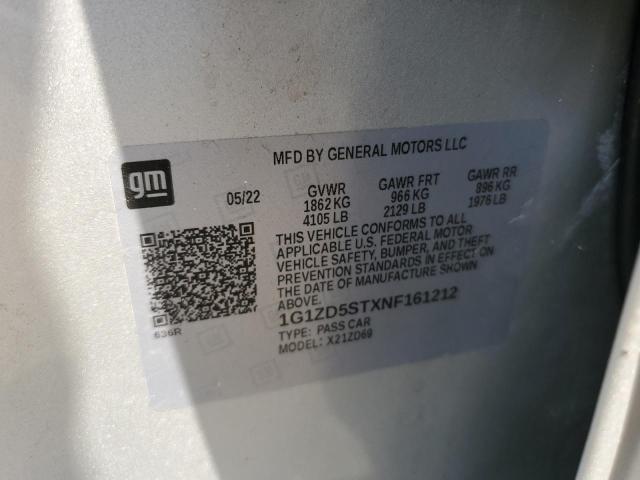 MFD BY GENERAL MOTORS LLC
gm
05/22 GVWR GAWR FRT GAWR RR
1862 KG 966 KG 896 KG
4105 LB 2129 LB 1976 LB
THIS VEHICLE CONFORMS TO ALL
APPLICABLE U.S. FEDERAL MOTOR
VEHICLE SAFETY, BUMPER, AND THEFT
PREVENTION STANDARDS IN EFFECT ON
THE DATE OF MANUFACTURE SHOWN
ABOVE.
1G1ZD5STXNF161212
TYPE: PASS CAR
MODEL: X21ZD69
636R